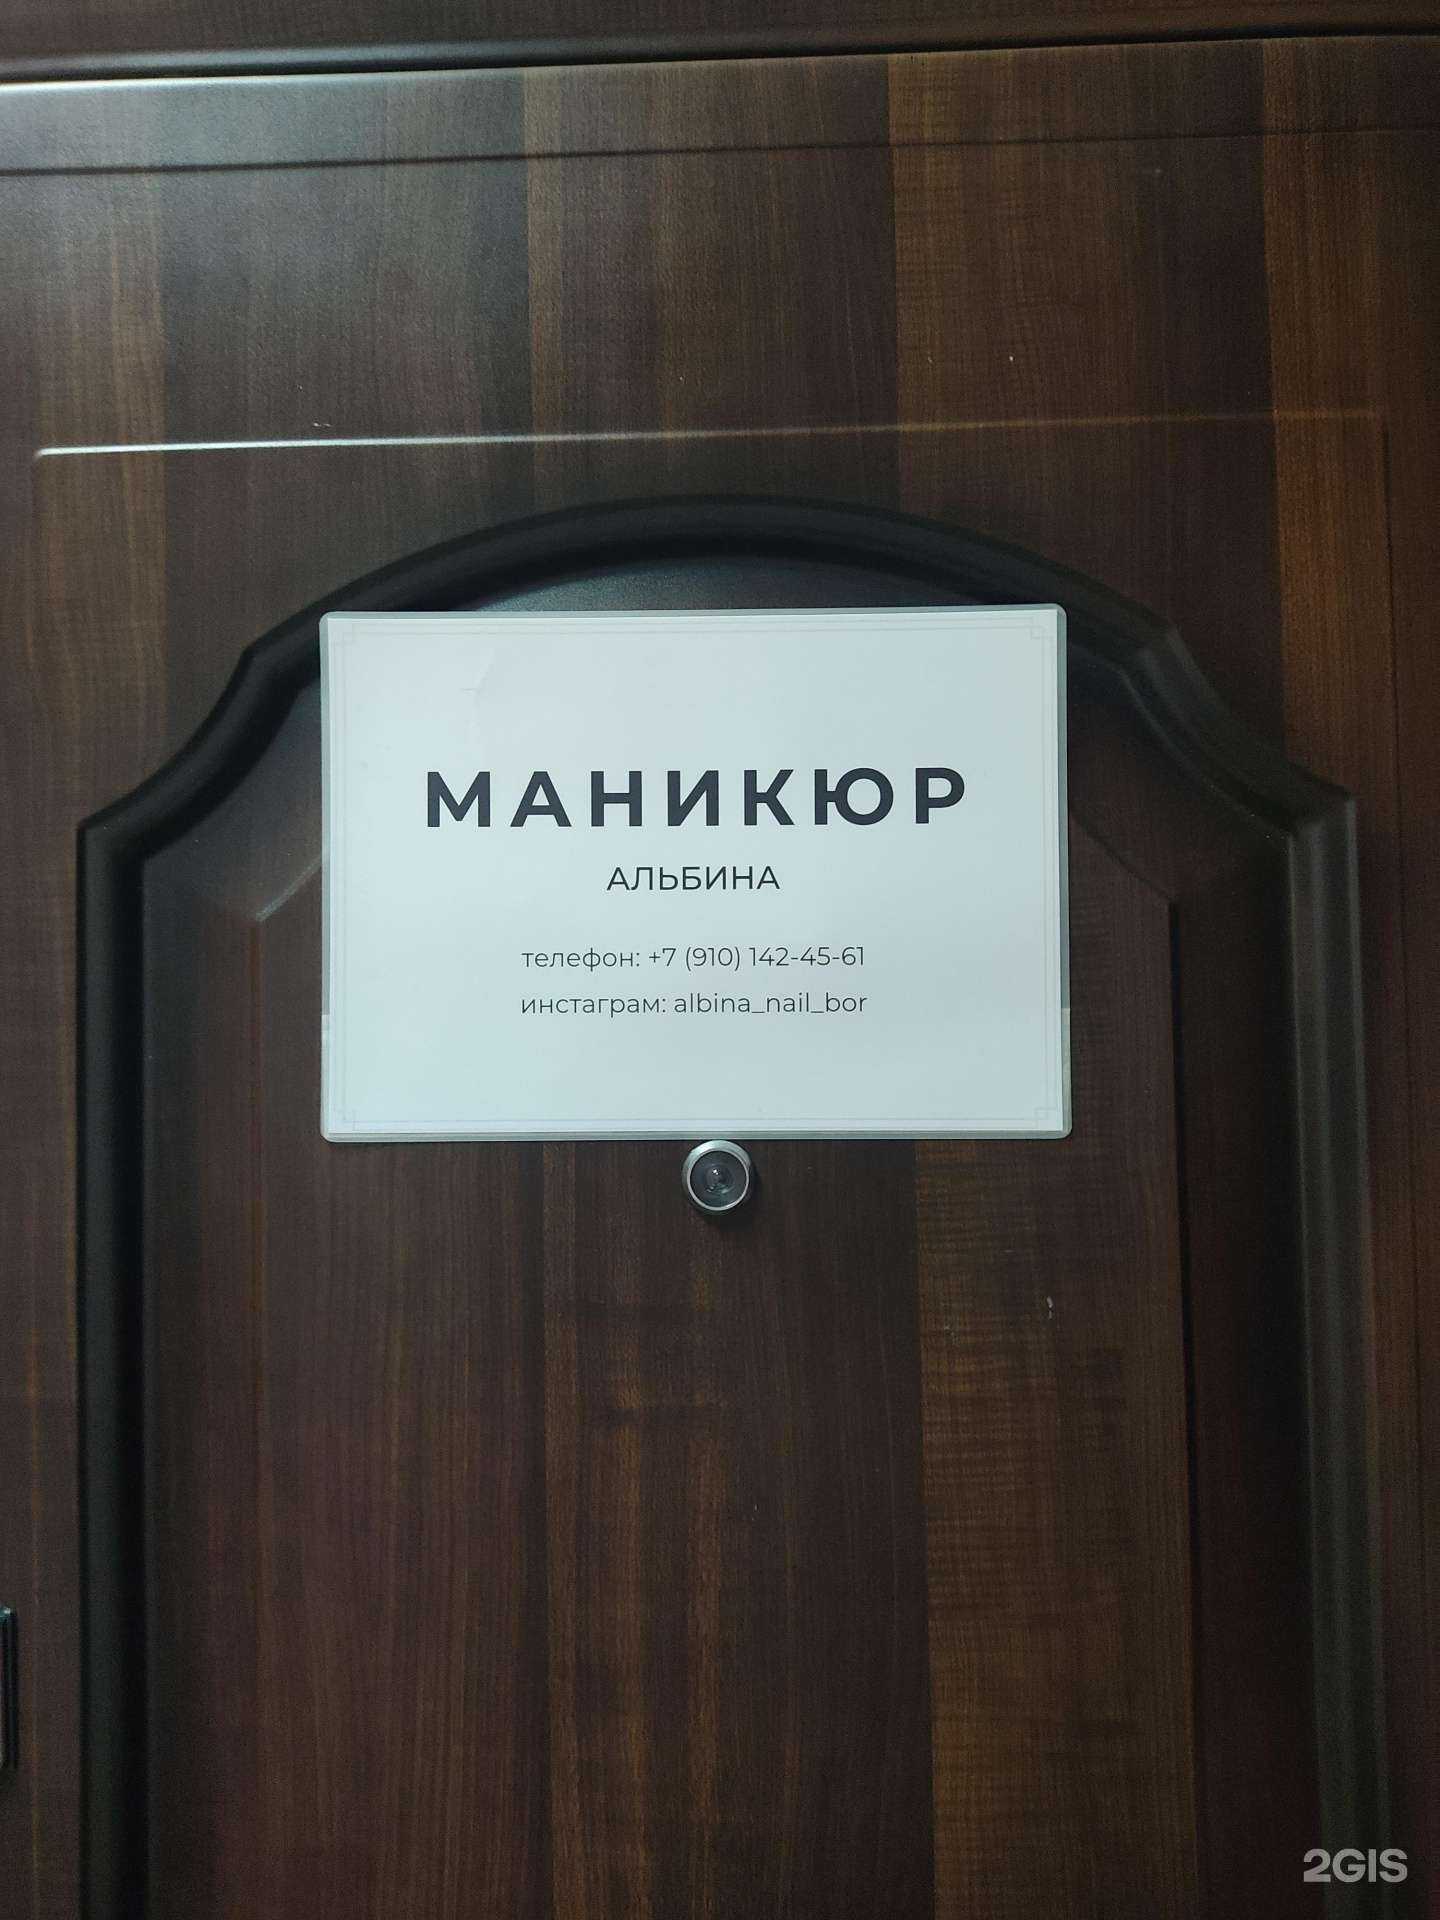 МАНИКЮР
АЛЬБИНА
телефон: +7 (910) 142-45-61
инстаграм: albina_nail_bor
2GIS